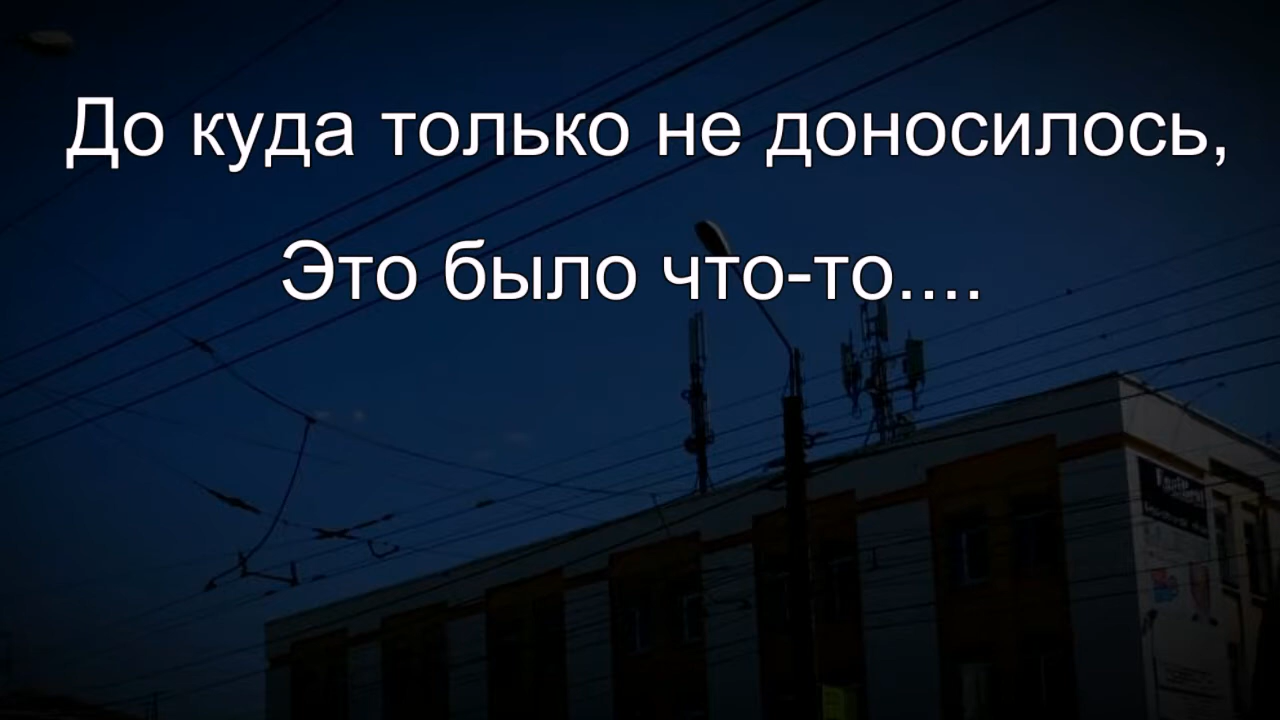 До куда только не доносилось,
Это было что-то....